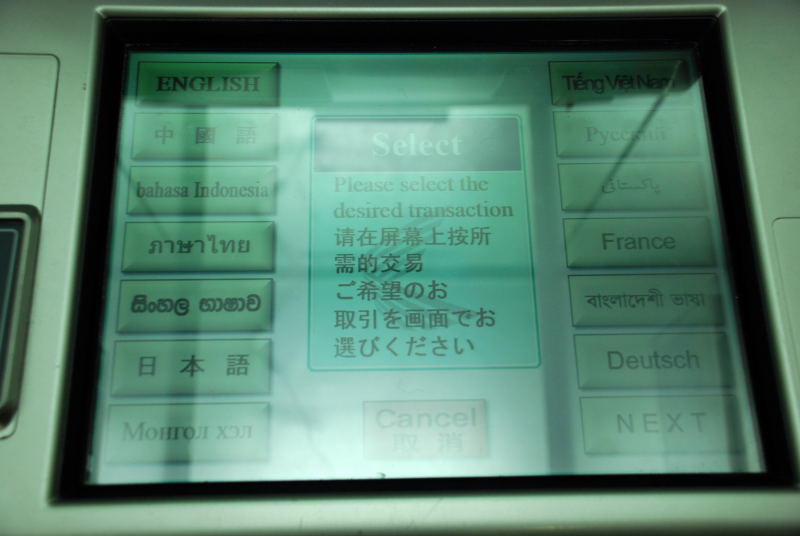 ENGLISH
中 國 語
bahasa Indonesia
ภาษาไทย
සිංහල භාෂාව
日 本 語
Монгол хэл
Select
Please select the
desired transaction
请在屏幕上按所
需的交易
ご希望のお
取引を画面でお
選びください
Cancel
取 消
Tiếng Việt Nam
Русский
پاکستانی
France
বাংলাদেশী ভাষা
Deutsch
NEXT